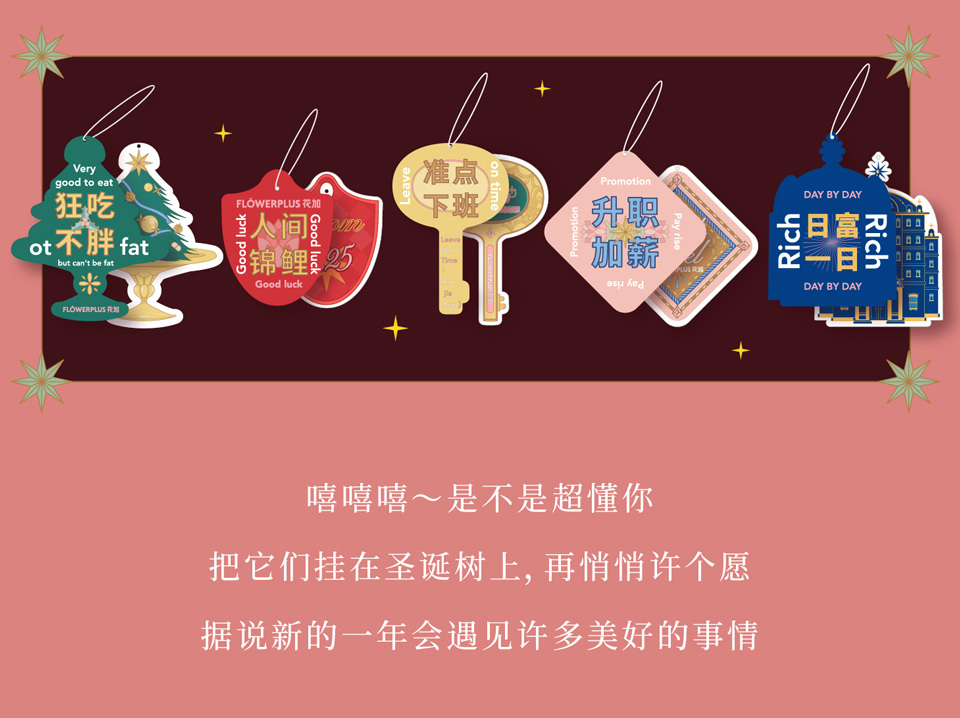 Very
good to eat
狂吃
不胖
ot fat
but can't be fat
FLOWERPLUS 花加
FLOWERPLUS 花加
Good luck
人间
锦鲤
Good luck
Good luck
25
Leave
准点
下班
on time
Leave
Time
Promotion
Promotion
升职
加薪
Pay rise
Pay rise
DAY BY DAY
Rich
日富
一日
Rich
DAY BY DAY
嘻嘻嘻～是不是超懂你
把它们挂在圣诞树上,再悄悄许个愿
据说新的一年会遇见许多美好的事情